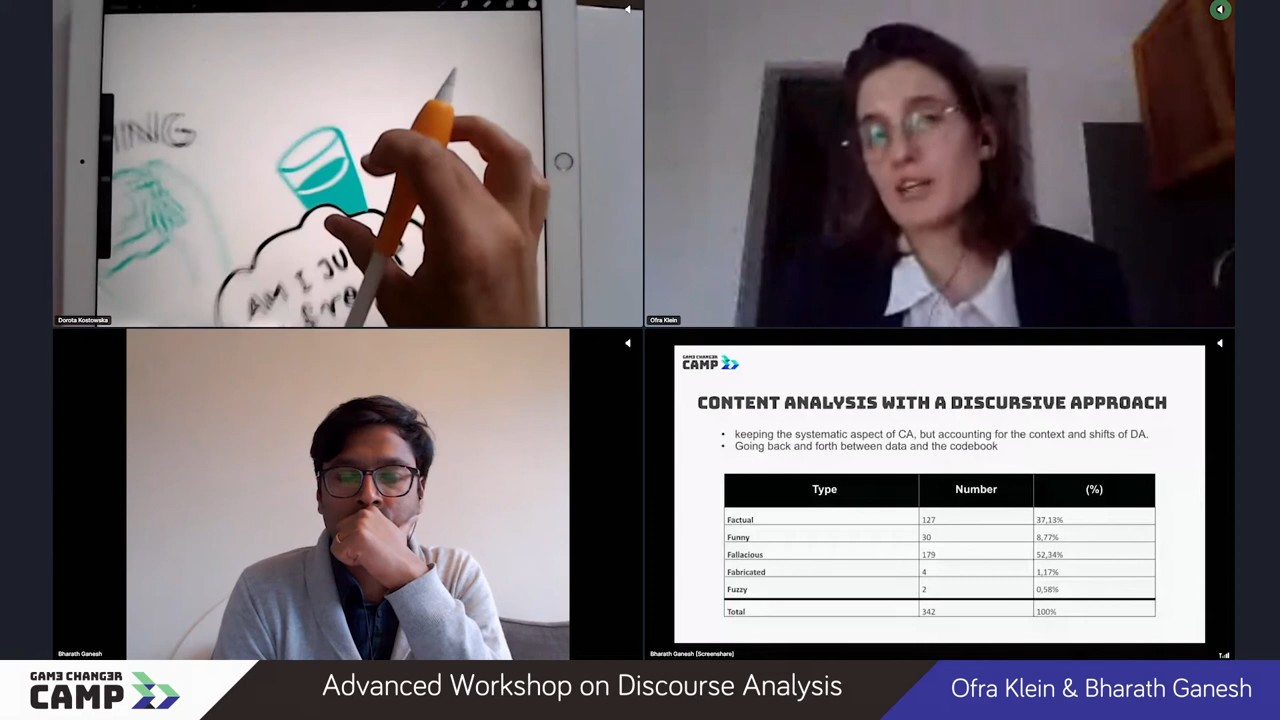 ING
AM I JU
Dorota Kostowska
Ofra Klein
GAME CHANGER
CAMP
CONTENT ANALYSIS WITH A DISCURSIVE APPROACH
• keeping the systematic aspect of CA, but accounting for the context and shifts of DA.
• Going back and forth between data and the codebook
Type Number (%)
Factual 127 37,13%
Funny 30 8,77%
Fallacious 179 52,34%
Fabricated 4 1,17%
Fuzzy 2 0,58%
Total 342 100%
Bharath Ganesh
Bharath Ganesh [Screenshare]
GAME CHANGER
CAMP
Advanced Workshop on Discourse Analysis
Ofra Klein & Bharath Ganesh